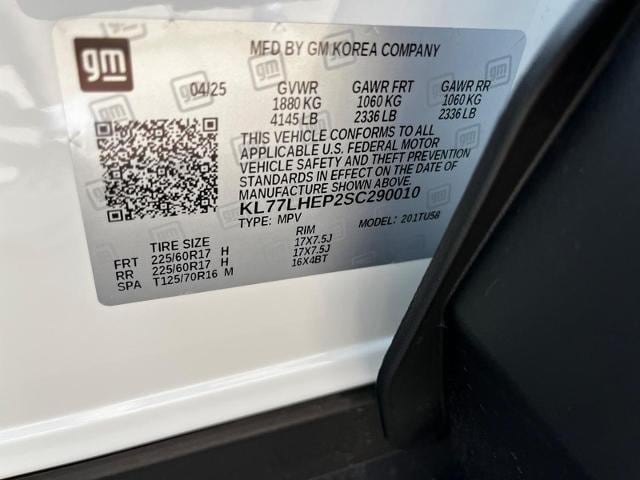 gm
MFD BY GM KOREA COMPANY
04/25 GVWR GAWR FRT GAWR RR
1880 KG 1060 KG 1060 KG
4145 LB 2336 LB 2336 LB
THIS VEHICLE CONFORMS TO ALL
APPLICABLE U.S. FEDERAL MOTOR
VEHICLE SAFETY AND THEFT PREVENTION
STANDARDS IN EFFECT ON THE DATE OF
MANUFACTURE SHOWN ABOVE.
KL77LHEP2SC290010
TYPE: MPV MODEL: 201TU58
TIRE SIZE RIM
FRT 225/60R17 H 17X7.5J
RR 225/60R17 H 17X7.5J
SPA T125/70R16 M 16X4BT